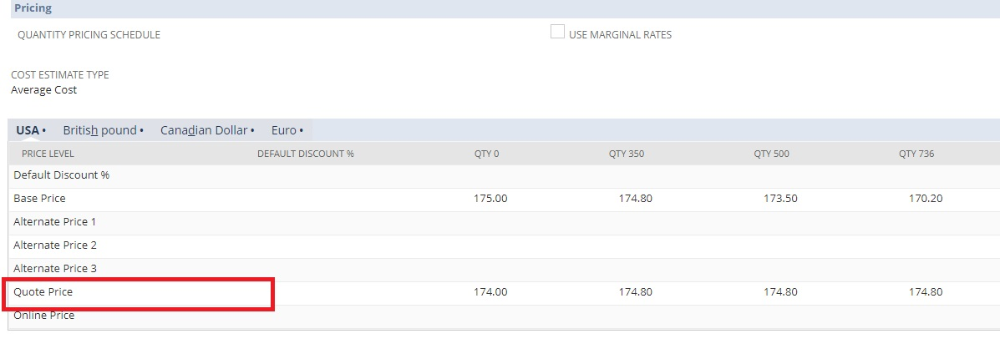 Pricing
QUANTITY PRICING SCHEDULE USE MARGINAL RATES
COST ESTIMATE TYPE
Average Cost
USA • British pound • Canadian Dollar • Euro •
PRICE LEVEL DEFAULT DISCOUNT % QTY 0 QTY 350 QTY 500 QTY 736
Default Discount %
Base Price 175.00 174.80 173.50 170.20
Alternate Price 1
Alternate Price 2
Alternate Price 3
Quote Price 174.00 174.80 174.80 174.80
Online Price